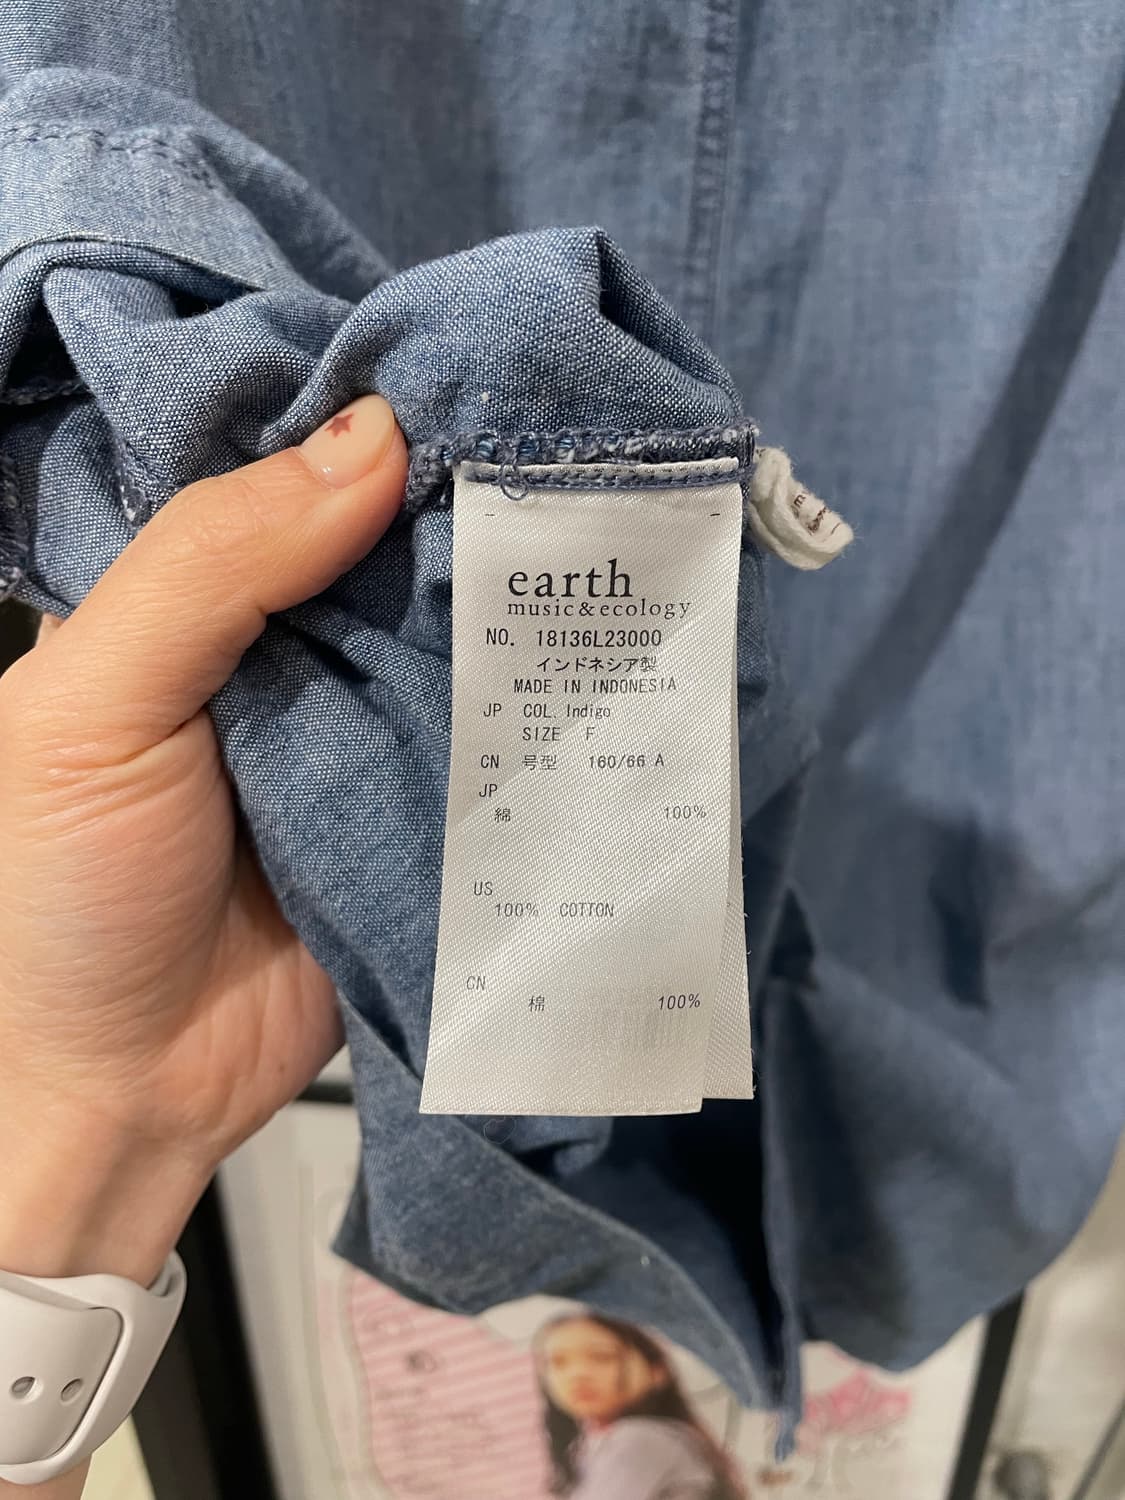 earth
music&ecology
NO. 18136L23000
インドネシア製
MADE IN INDONESIA
JP COL. Indigo
SIZE F
CN 号型 160/66 A
JP
綿 100%
US
100% COTTON
CN
棉 100%